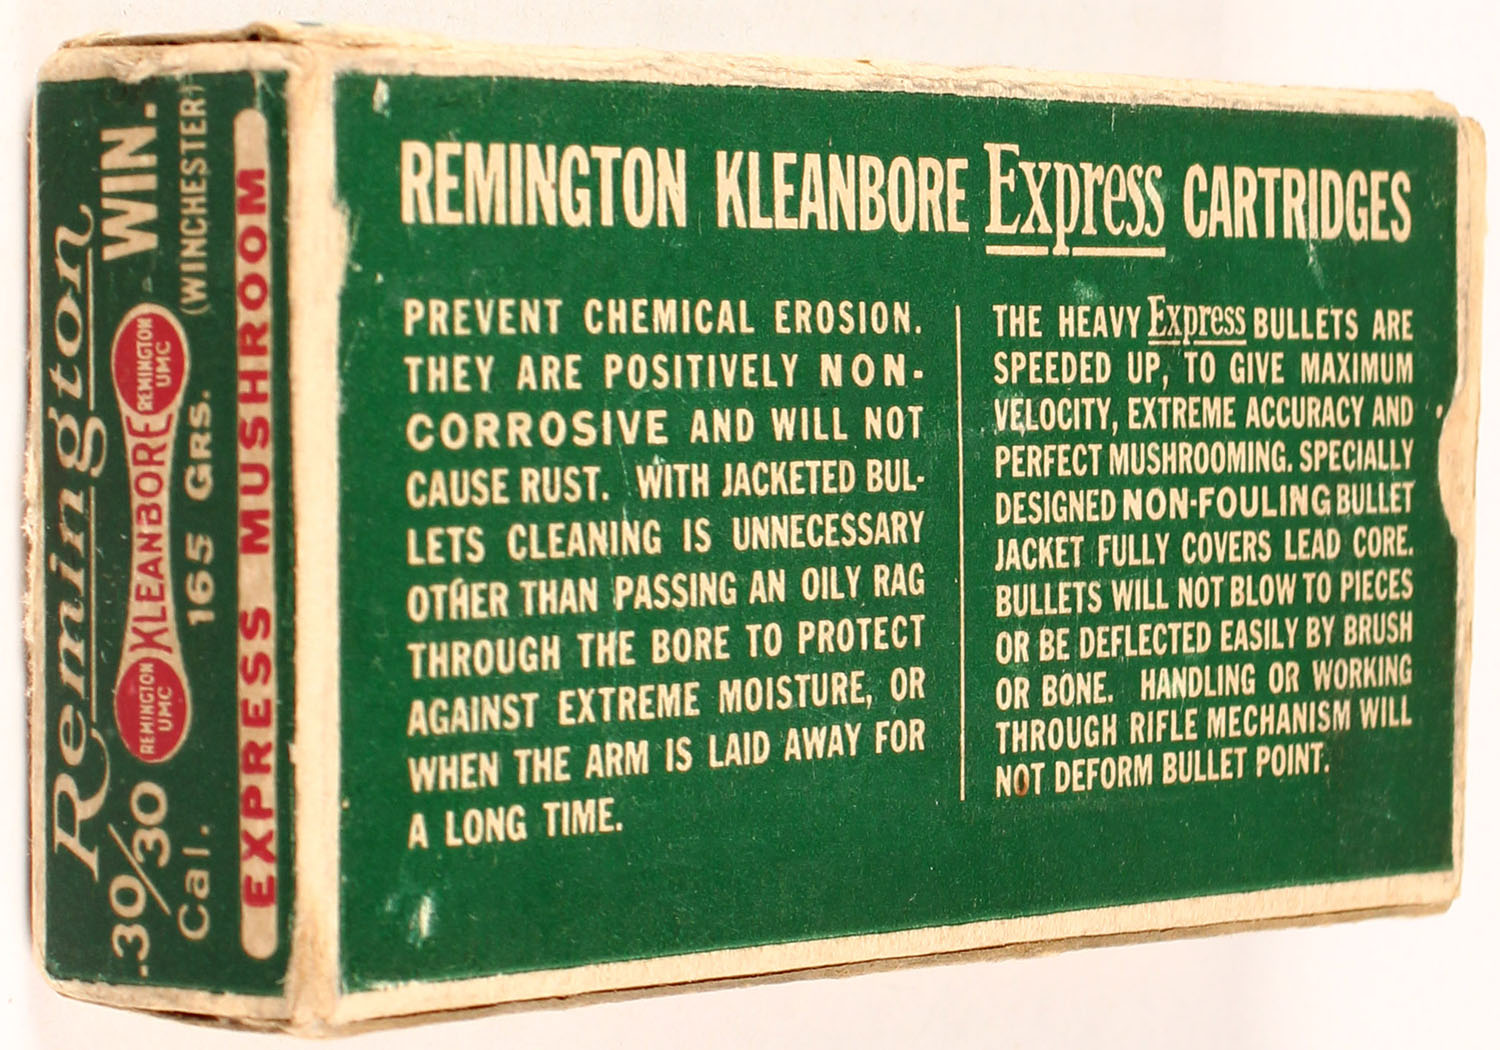 Remington
.30/30 WIN.
REMINGTON
UMC
KLEANBORE
REMINGTON
UMC
Cal. 165 GRS. (WINCHESTER)
EXPRESS MUSHROOM
REMINGTON KLEANBORE Express CARTRIDGES
PREVENT CHEMICAL EROSION.
THEY ARE POSITIVELY NON-
CORROSIVE AND WILL NOT
CAUSE RUST. WITH JACKETED BUL-
LETS CLEANING IS UNNECESSARY
OTHER THAN PASSING AN OILY RAG
THROUGH THE BORE TO PROTECT
AGAINST EXTREME MOISTURE, OR
WHEN THE ARM IS LAID AWAY FOR
A LONG TIME.
THE HEAVY Express BULLETS ARE
SPEEDED UP, TO GIVE MAXIMUM
VELOCITY, EXTREME ACCURACY AND
PERFECT MUSHROOMING. SPECIALLY
DESIGNED NON-FOULING BULLET
JACKET FULLY COVERS LEAD CORE.
BULLETS WILL NOT BLOW TO PIECES
OR BE DEFLECTED EASILY BY BRUSH
OR BONE. HANDLING OR WORKING
THROUGH RIFLE MECHANISM WILL
NOT DEFORM BULLET POINT.